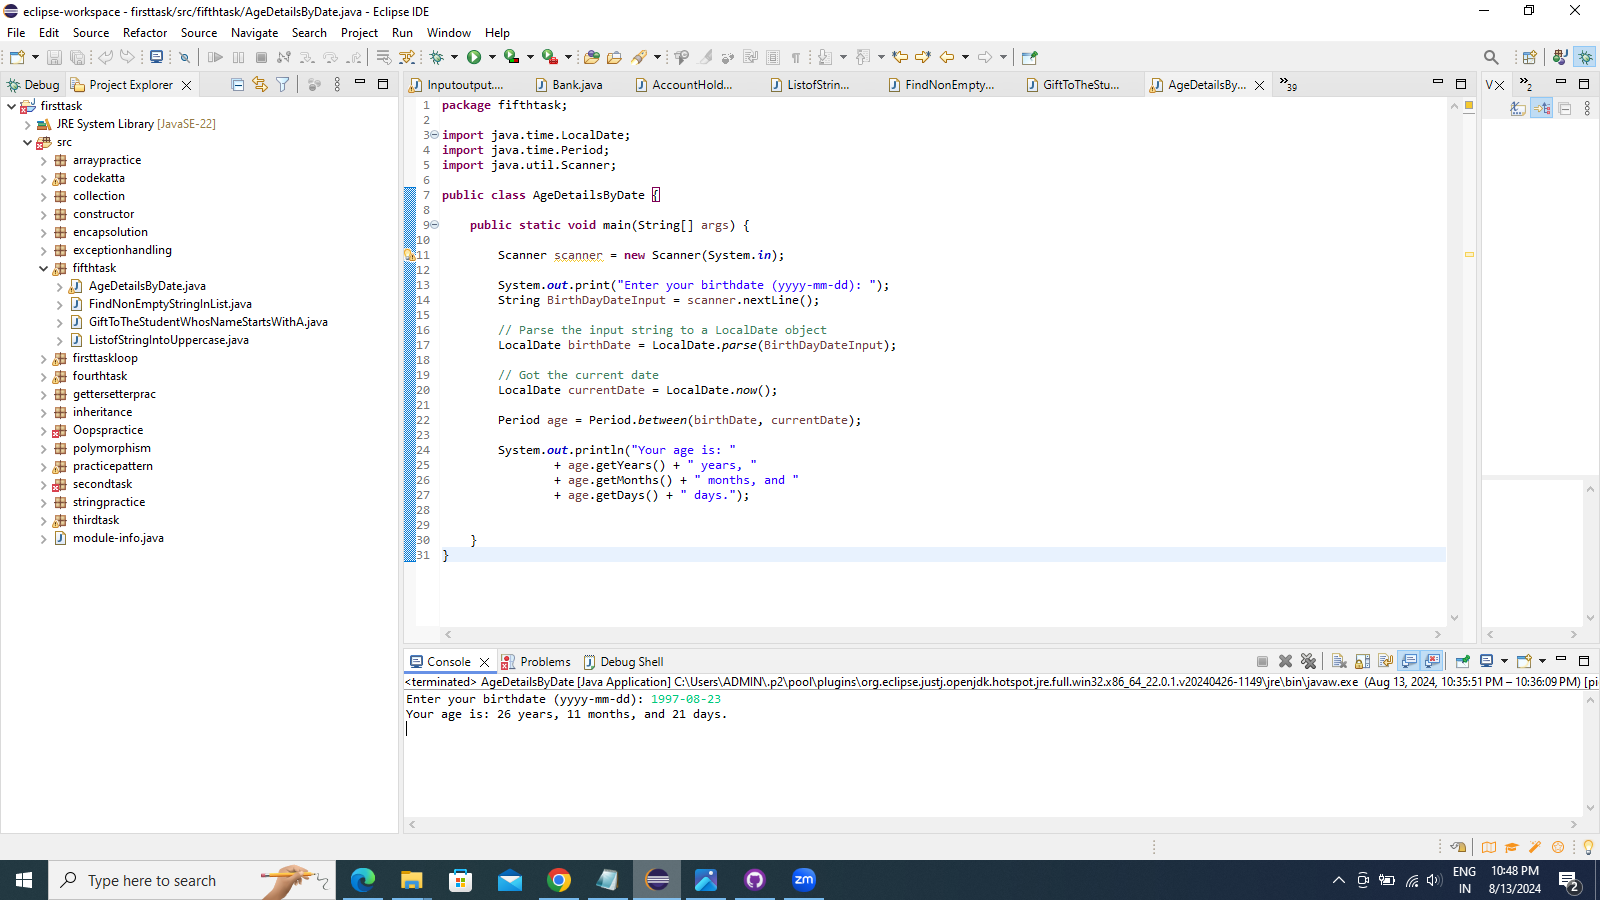 eclipse-workspace - firsttask/src/fifthtask/AgeDetailsByDate.java - Eclipse IDE
File Edit Source Refactor Source Navigate Search Project Run Window Help
Debug Project Explorer
firsttask
JRE System Library [JavaSE-22]
src
arraypractice
codekatta
collection
constructor
encapsolution
exceptionhandling
fifthtask
AgeDetailsByDate.java
FindNonEmptyStringInList.java
GiftToTheStudentWhosNameStartsWithA.java
ListofStringIntoUppercase.java
firsttaskloop
fourthtask
gettersetterprac
inheritance
Oopspractice
polymorphism
practicepattern
secondtask
stringpractice
thirdtask
module-info.java
Inputoutput.... Bank.java AccountHold... ListofStrin... FindNonEmpty... GiftToTheStu... AgeDetailsBy... »39
V »2
1 package fifthtask;
2
3 import java.time.LocalDate;
4 import java.time.Period;
5 import java.util.Scanner;
6
7 public class AgeDetailsByDate {
8
9 public static void main(String[] args) {
10
11 Scanner scanner = new Scanner(System.in);
12
13 System.out.print("Enter your birthdate (yyyy-mm-dd): ");
14 String BirthDayDateInput = scanner.nextLine();
15
16 // Parse the input string to a LocalDate object
17 LocalDate birthDate = LocalDate.parse(BirthDayDateInput);
18
19 // Got the current date
20 LocalDate currentDate = LocalDate.now();
21
22 Period age = Period.between(birthDate, currentDate);
23
24 System.out.println("Your age is: "
25 + age.getYears() + " years, "
26 + age.getMonths() + " months, and "
27 + age.getDays() + " days.");
28
29
30 }
31 }
Console Problems Debug Shell
<terminated> AgeDetailsByDate [Java Application] C:\Users\ADMIN\.p2\pool\plugins\org.eclipse.justj.openjdk.hotspot.jre.full.win32.x86_64_22.0.1.v20240426-1149\jre\bin\javaw.exe (Aug 13, 2024, 10:35:51 PM – 10:36:09 PM) [pi
Enter your birthdate (yyyy-mm-dd): 1997-08-23
Your age is: 26 years, 11 months, and 21 days.
Type here to search
zm
ENG
IN
10:48 PM
8/13/2024
2